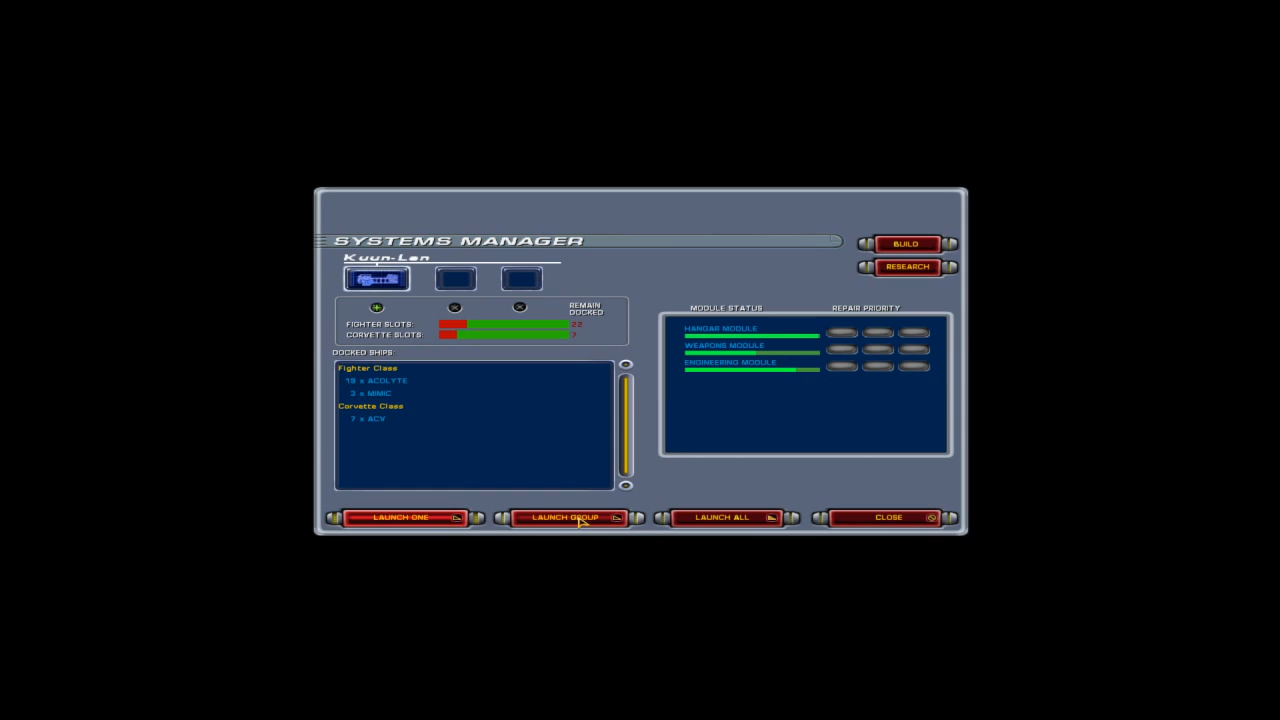 SYSTEMS MANAGER
BUILD
Kuun-Lan
RESEARCH
REMAIN
DOCKED
FIGHTER SLOTS: 22
CORVETTE SLOTS: 7
DOCKED SHIPS:
Fighter Class
19 x ACOLYTE
3 x MIMIC
Corvette Class
7 x ACV
MODULE STATUS REPAIR PRIORITY
HANGAR MODULE
WEAPONS MODULE
ENGINEERING MODULE
LAUNCH ONE LAUNCH GROUP LAUNCH ALL CLOSE